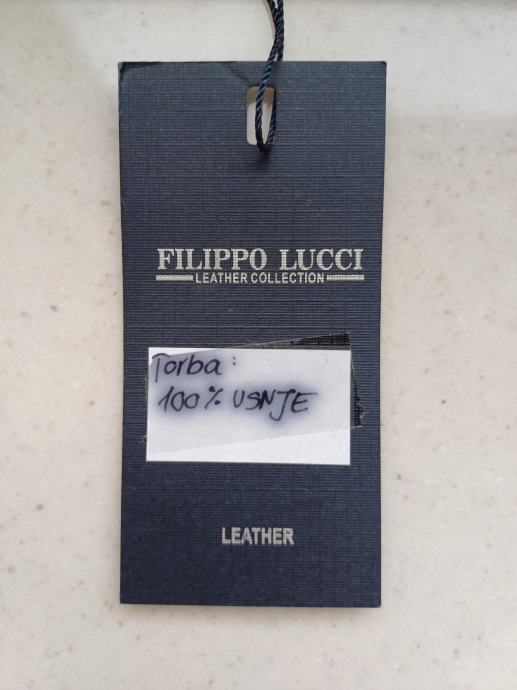 FILIPPO LUCCI
LEATHER COLLECTION
Torba:
100% USNJE
LEATHER